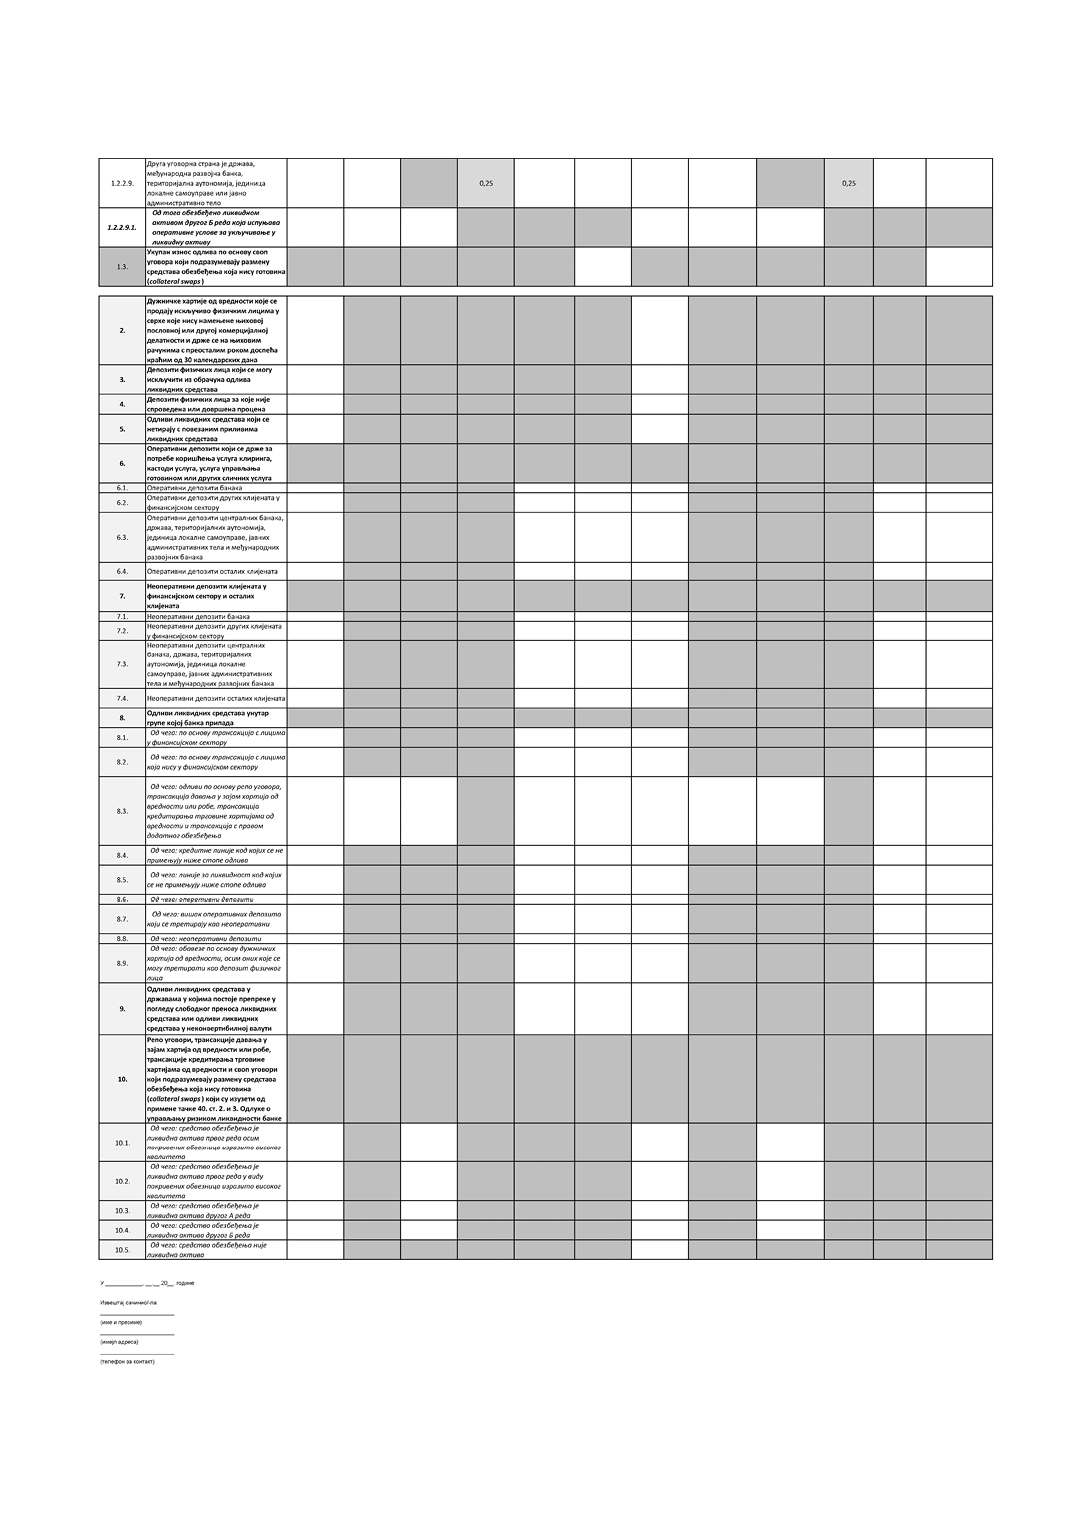 1.2.2.9.
Друга уговорна страна је држава,
међународна развојна банка,
територијална аутономија, јединица
локалне самоуправе или јавно
административно тело
0,25
0,25
1.2.2.9.1.
Од тога обезбеђено ликвидном
активом другог Б реда која испуњава
оперативне услове за укључивање у
ликвидну активу
1.3.
Укупан износ одлива по основу своп
уговора који подразумевају размену
средстава обезбеђења која нису готовина
(collateral swaps)
2.
Дужничке хартије од вредности које се
продају искључиво физичким лицима у
сврхе које нису намењене њиховој
пословној или другој комерцијалној
делатности и држе се на њиховим
рачунима с преосталим роком доспећа
краћим од 30 календарских дана
3.
Депозити физичких лица који се могу
искључити из обрачуна одлива
ликвидних средстава
4.
Депозити физичких лица за које није
спроведена или довршена процена
5.
Одливи ликвидних средстава који се
нетирају с повезаним приливима
ликвидних средстава
6.
Оперативни депозити који се држе за
потребе коришћења услуга клиринга,
кастоди услуга, услуга управљања
готовином или других сличних услуга
6.1.
Оперативни депозити банака
6.2.
Оперативни депозити других клијената у
финансијском сектору
6.3.
Оперативни депозити централних банака,
држава, територијалних аутономија,
јединица локалне самоуправе, јавних
административних тела и међународних
развојних банака
6.4.
Оперативни депозити осталих клијената
7.
Неоперативни депозити клијената у
финансијском сектору и осталих
клијената
7.1.
Неоперативни депозити банака
7.2.
Неоперативни депозити других клијената
у финансијском сектору
7.3.
Неоперативни депозити централних
банака, држава, територијалних
аутономија, јединица локалне
самоуправе, јавних административних
тела и међународних развојних банака
7.4.
Неоперативни депозити осталих клијената
8.
Одливи ликвидних средстава унутар
групе којој банка припада
8.1.
Од чега: по основу трансакција с лицима
у финансијском сектору
8.2.
Од чега: по основу трансакција с лицима
која нису у финансијском сектору
8.3.
Од чега: одливи по основу репо уговора,
трансакција давања у зајам хартија од
вредности или робе, трансакција
кредитирања трговине хартијама од
вредности и трансакција с правом
додатног обезбеђења
8.4.
Од чега: кредитне линије код којих се не
примењују ниже стопе одлива
8.5.
Од чега: линије за ликвидност код којих
се не примењују ниже стопе одлива
8.6.
Од чега: оперативни депозити
8.7.
Од чега: вишак оперативних депозита
који се третирају као неоперативни
8.8.
Од чега: неоперативни депозити
8.9.
Од чега: обавезе по основу дужничких
хартија од вредности, осим оних које се
могу третирати као депозит физичког
лица
9.
Одливи ликвидних средстава у
државама у којима постоје препреке у
погледу слободног преноса ликвидних
средстава или одливи ликвидних
средстава у неконвертибилној валути
10.
Репо уговори, трансакције давања у
зајам хартија од вредности или робе,
трансакције кредитирања трговине
хартијама од вредности и своп уговори
који подразумевају размену средстава
обезбеђења која нису готовина
(collateral swaps) који су изузети од
примене тачке 40. ст. 2. и 3. Одлуке о
управљању ризиком ликвидности банке
10.1.
Од чега: средство обезбеђења је
ликвидна актива првог реда осим
покривених обвезница изразито високог
квалитета
10.2.
Од чега: средство обезбеђења је
ликвидна актива првог реда у виду
покривених обвезница изразито високог
квалитета
10.3.
Од чега: средство обезбеђења је
ликвидна актива другог А реда
10.4.
Од чега: средство обезбеђења је
ликвидна актива другог Б реда
10.5.
Од чега: средство обезбеђења није
ликвидна актива
У ____________, __.__ 20__ године
Извештај сачинио/-ла
(име и презиме)
(имејл адреса)
(телефон за контакт)